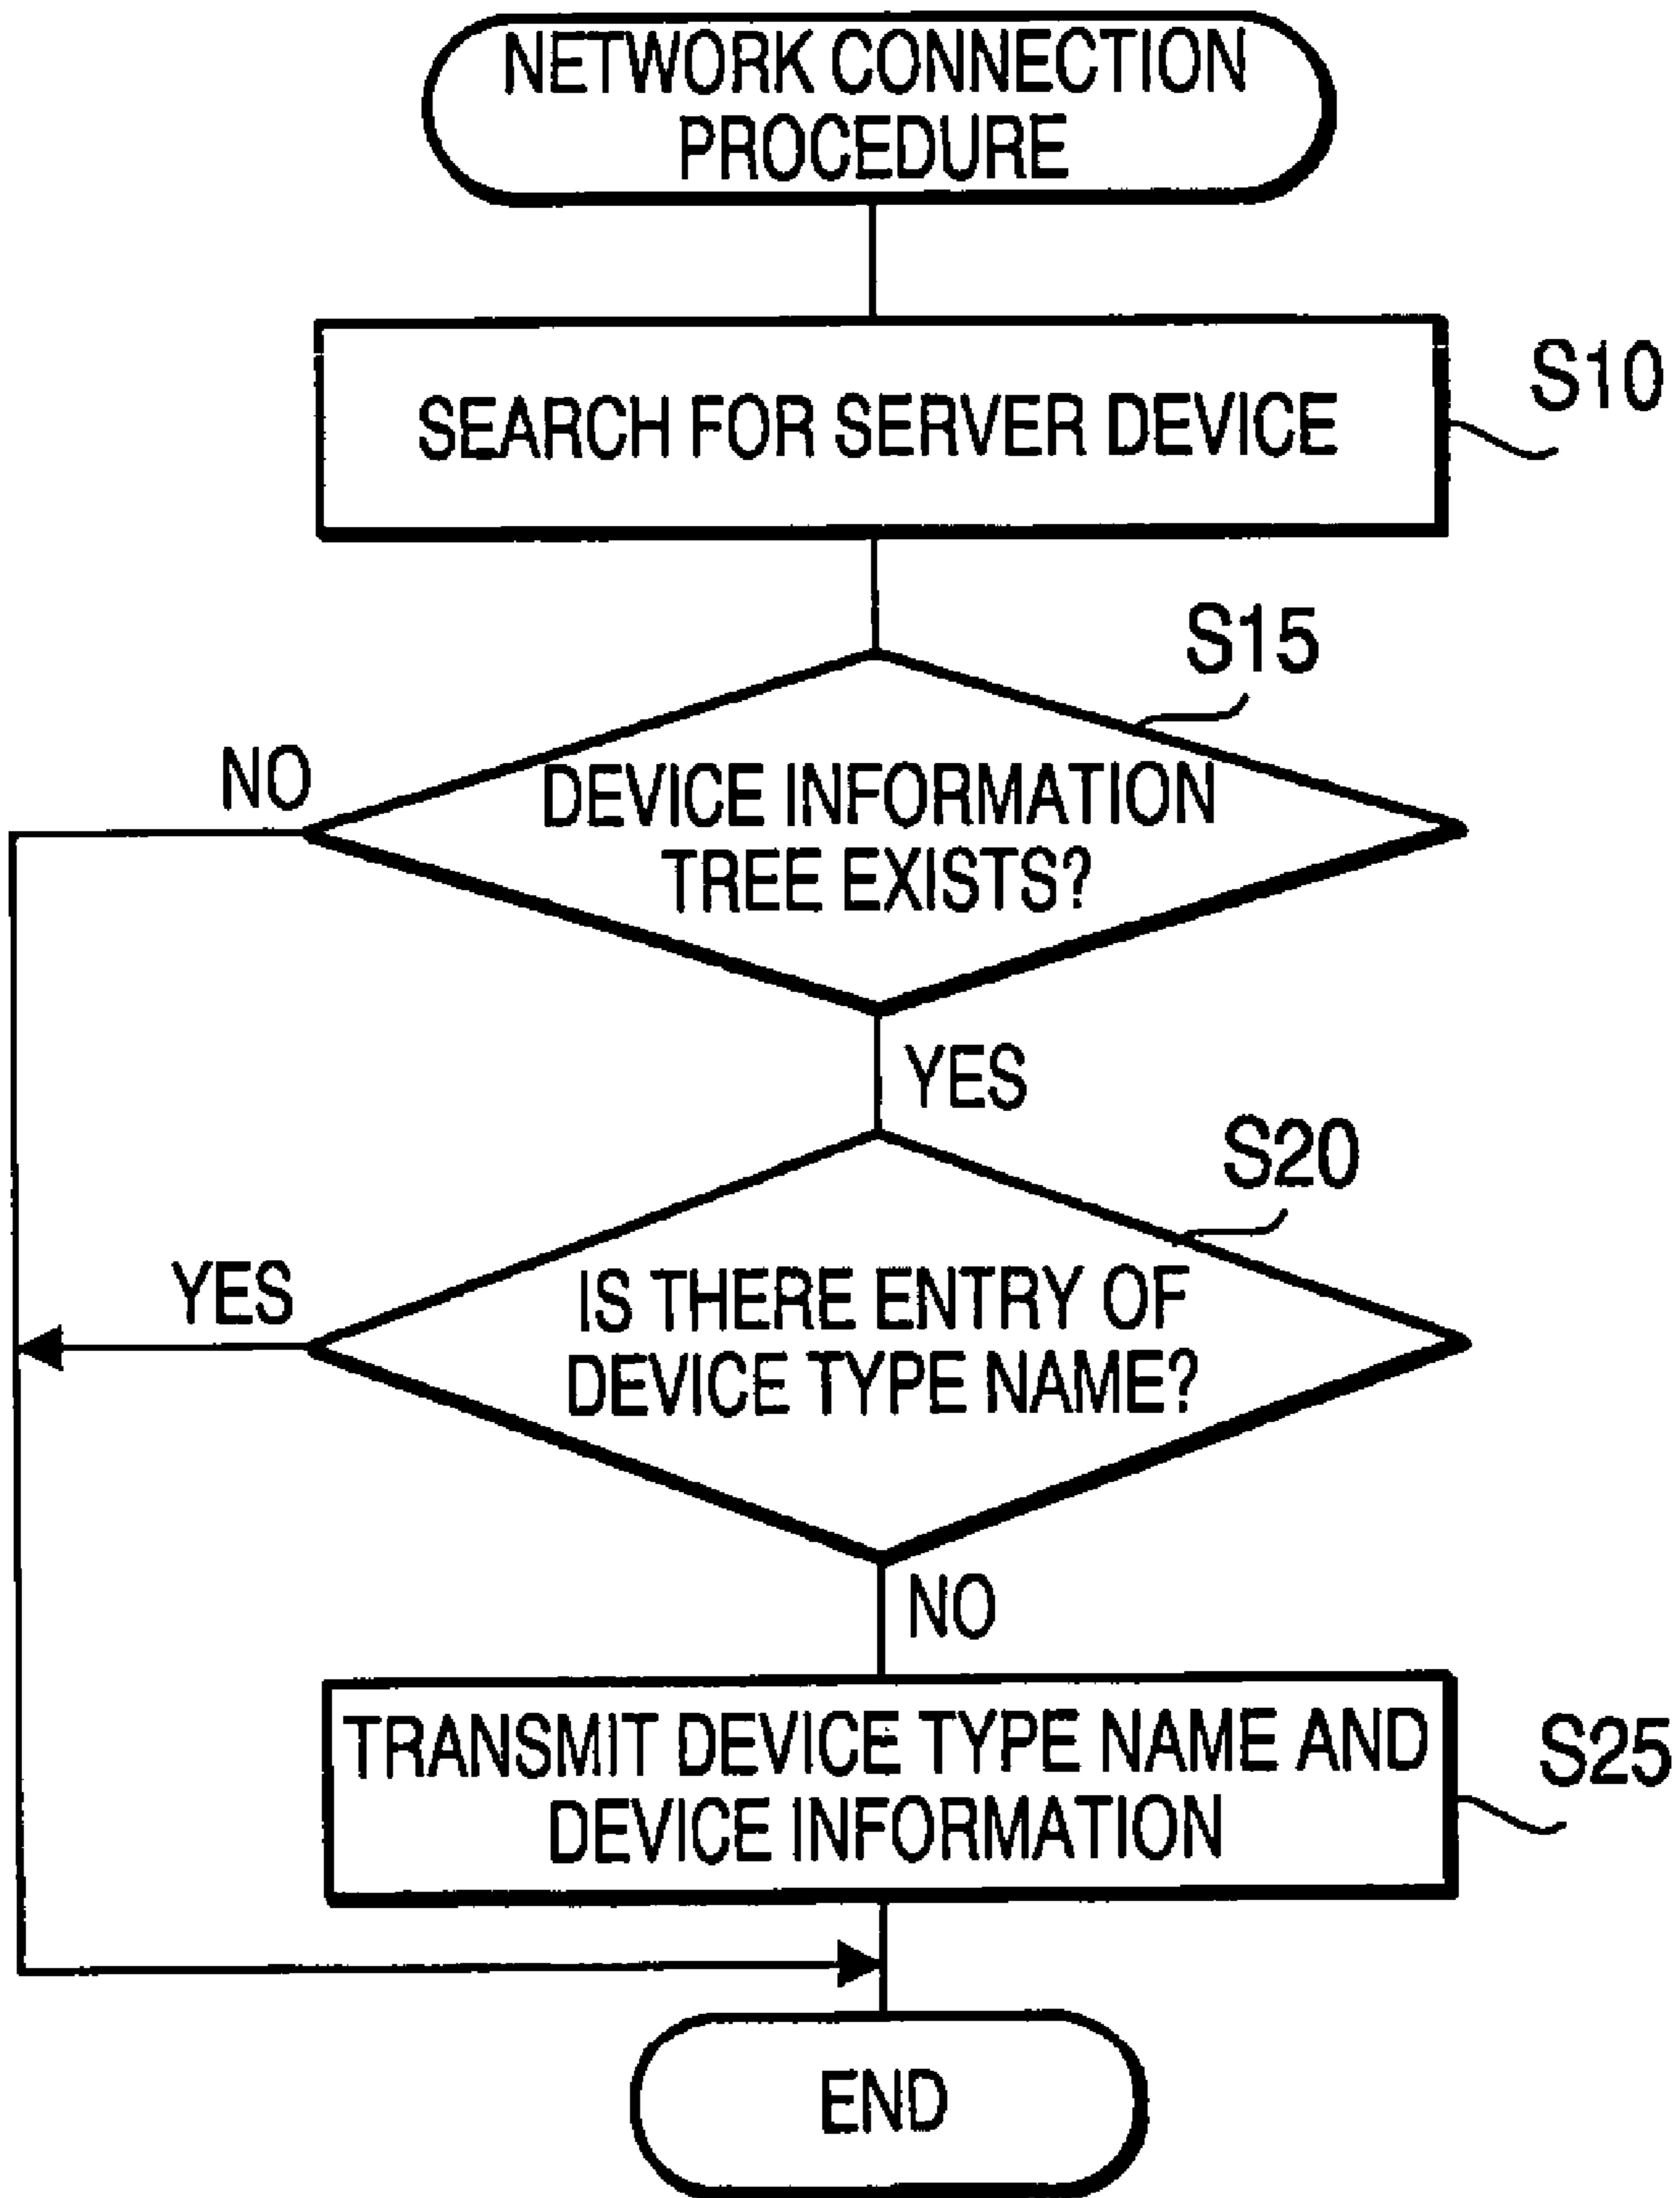 NETWORK CONNECTION
PROCEDURE
SEARCH FOR SERVER DEVICE
S10
S15
NO
DEVICE INFORMATION
TREE EXISTS?
YES
S20
YES
IS THERE ENTRY OF
DEVICE TYPE NAME?
NO
TRANSMIT DEVICE TYPE NAME AND
DEVICE INFORMATION
S25
END